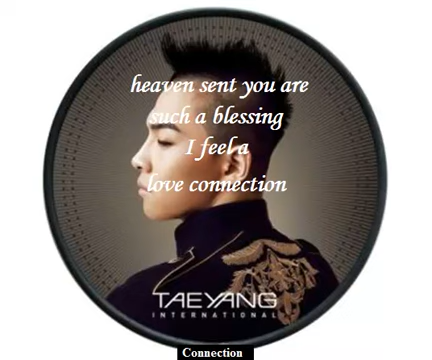 heaven sent you are
such a blessing
I feel a
love connection
TAEYANG
INTERNATIONAL
Connection